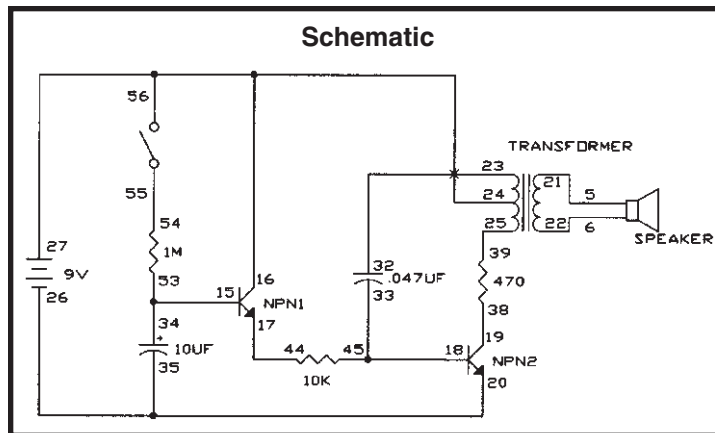 Schematic
56
55
54
1M
53
27
9V
26
34
+
10UF
35
15
16
NPN1
17
44
10K
45
32
.047UF
33
TRANSFORMER
23
24
25
21
22
5
6
SPEAKER
39
470
38
18
19
NPN2
20